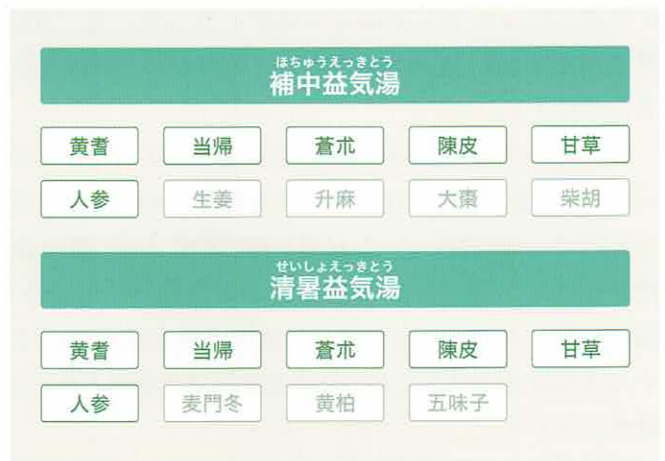 ほちゅうえっきとう
補中益気湯
黄耆 当帰 蒼朮 陳皮 甘草
人参 生姜 升麻 大棗 柴胡
せいしょえっきとう
清暑益気湯
黄耆 当帰 蒼朮 陳皮 甘草
人参 麦門冬 黄柏 五味子